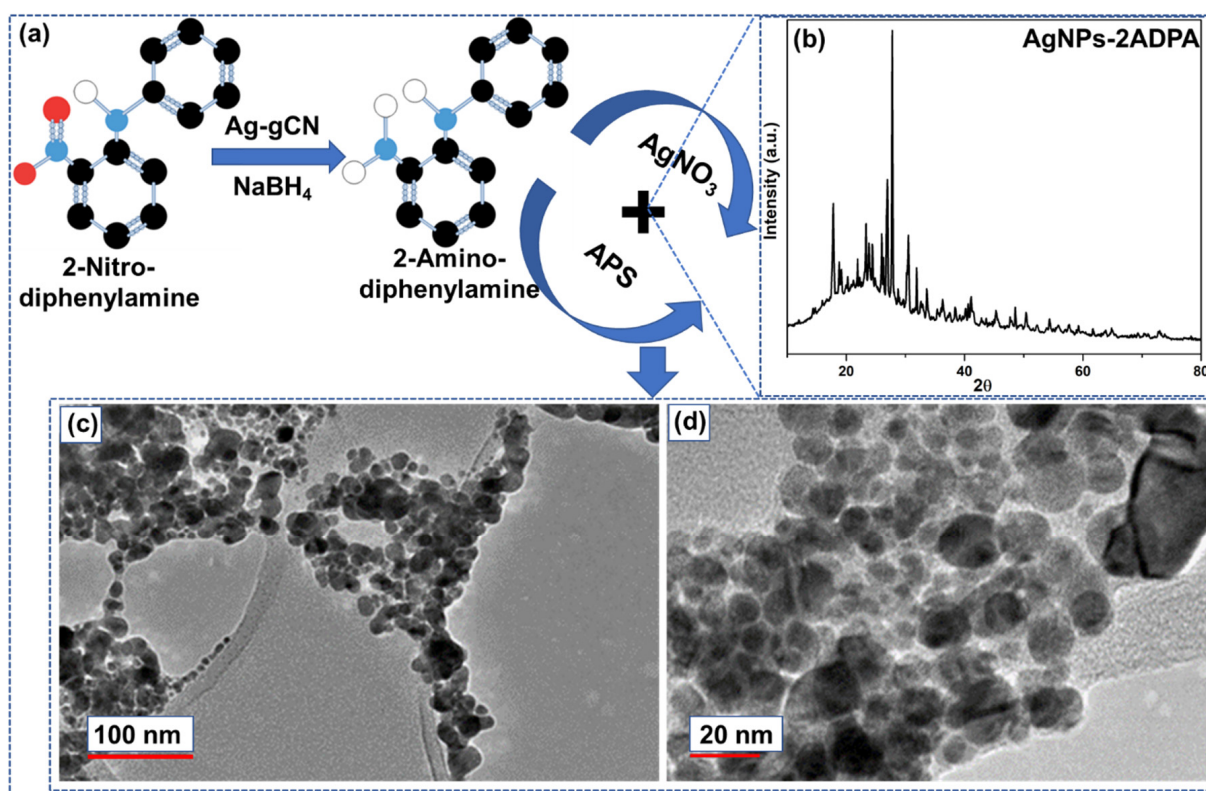 (a)
Ag-gCN
NaBH4
2-Nitro-
diphenylamine
2-Amino-
diphenylamine
AgNO3
+
APS
(b)
AgNPs-2ADPA
Intensity (a.u.)
20 40 60 80
2θ
(c)
100 nm
(d)
20 nm